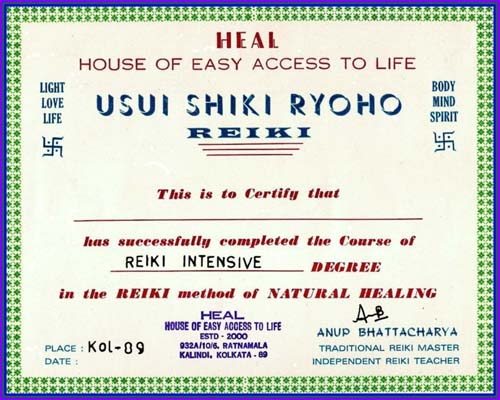 HEAL
HOUSE OF EASY ACCESS TO LIFE
LIGHT
LOVE
LIFE
USUI SHIKI RYOHO
REIKI
BODY
MIND
SPIRIT
卐 卐
This is to Certify that
has successfully completed the Course of
REIKI INTENSIVE DEGREE
in the REIKI method of NATURAL HEALING
HEAL
HOUSE OF EASY ACCESS TO LIFE
ESTD - 2000
932A/10/6. RATNAMALA
KALINDI, KOLKATA - 89
PLACE : Kol-89
DATE :
AB
ANUP BHATTACHARYA
TRADITIONAL REIKI MASTER
INDEPENDENT REIKI TEACHER